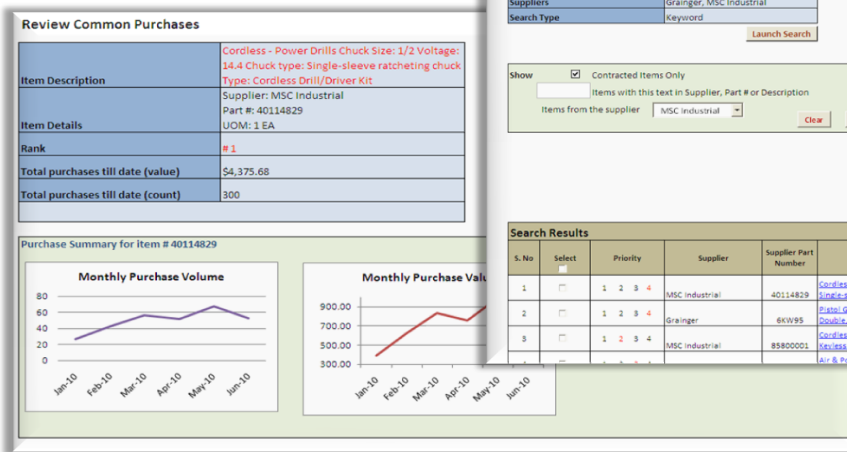 Review Common Purchases
Item Description
Cordless - Power Drills Chuck Size: 1/2 Voltage:
14.4 Chuck type: Single-sleeve ratcheting chuck
Type: Cordless Drill/Driver Kit
Item Details
Supplier: MSC Industrial
Part #: 40114829
UOM: 1 EA
Rank
#1
Total purchases till date (value)
$4,375.68
Total purchases till date (count)
300
Purchase Summary for item # 40114829
Monthly Purchase Volume
80
60
40
20
0
Jan-10 Feb-10 Mar-10 Apr-10 May-10 Jun-10
Monthly Purchase Valu
900.00
700.00
500.00
300.00
Jan-10 Feb-10 Mar-10 Apr-10 May-10 Jun-10
Suppliers Grainger, MSC Industrial
Search Type Keyword
Launch Search
Show Contracted Items Only
Items with this text in Supplier, Part # or Description
Items from the supplier MSC Industrial
Clear
Search Results
S. No Select Priority Supplier Supplier Part Number
1 1 2 3 4 MSC Industrial 40114829 Cordles
Single-s
2 1 2 3 4 Grainger 6KW95 Pistol G
Double,
3 1 2 3 4 MSC Industrial 85800001 Cordles
Keyless
Air & Po